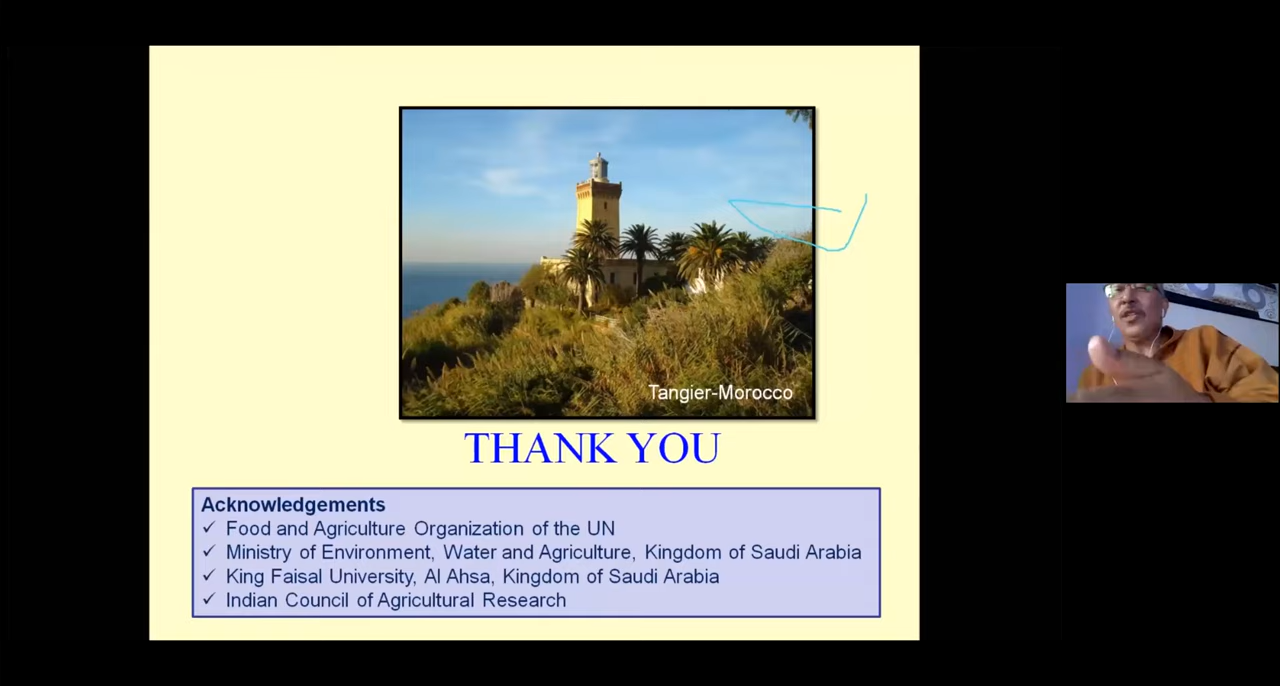 Tangier-Morocco
THANK YOU
Acknowledgements
✓ Food and Agriculture Organization of the UN
✓ Ministry of Environment, Water and Agriculture, Kingdom of Saudi Arabia
✓ King Faisal University, Al Ahsa, Kingdom of Saudi Arabia
✓ Indian Council of Agricultural Research